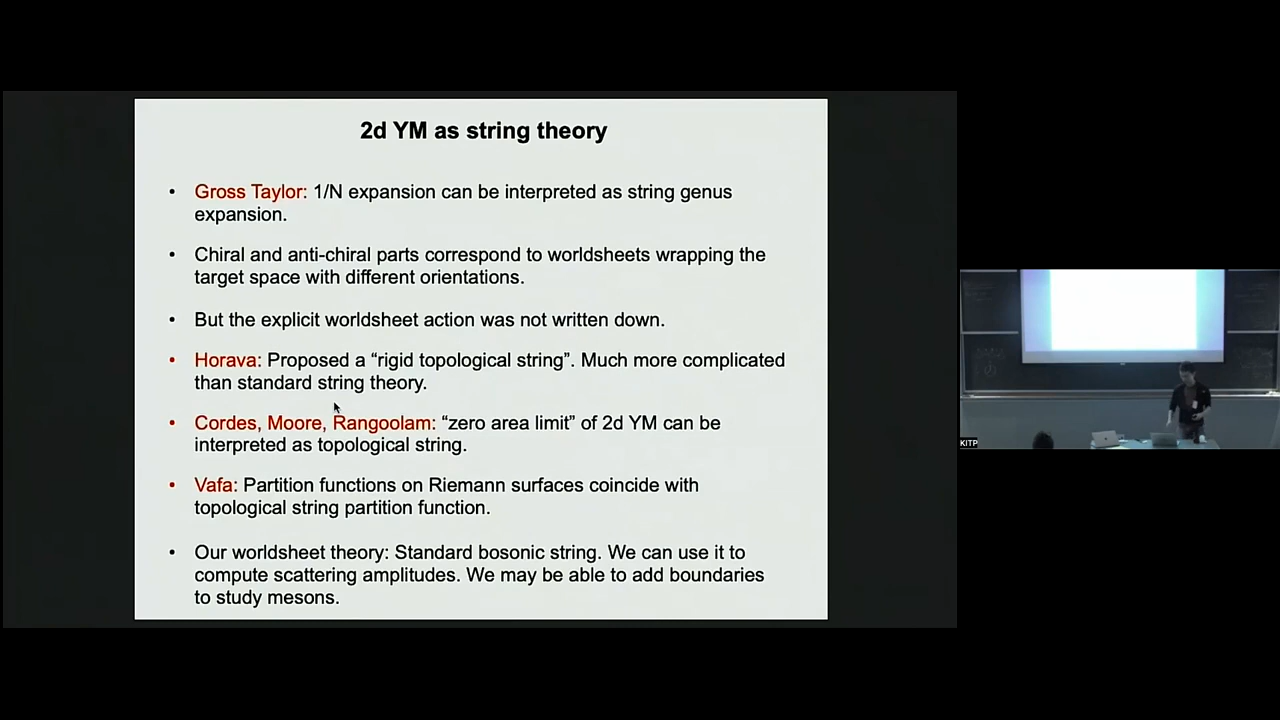 2d YM as string theory
• Gross Taylor: 1/N expansion can be interpreted as string genus
expansion.
• Chiral and anti-chiral parts correspond to worldsheets wrapping the
target space with different orientations.
• But the explicit worldsheet action was not written down.
• Horava: Proposed a “rigid topological string”. Much more complicated
than standard string theory.
• Cordes, Moore, Rangoolam: “zero area limit” of 2d YM can be
interpreted as topological string.
• Vafa: Partition functions on Riemann surfaces coincide with
topological string partition function.
• Our worldsheet theory: Standard bosonic string. We can use it to
compute scattering amplitudes. We may be able to add boundaries
to study mesons.
KITP